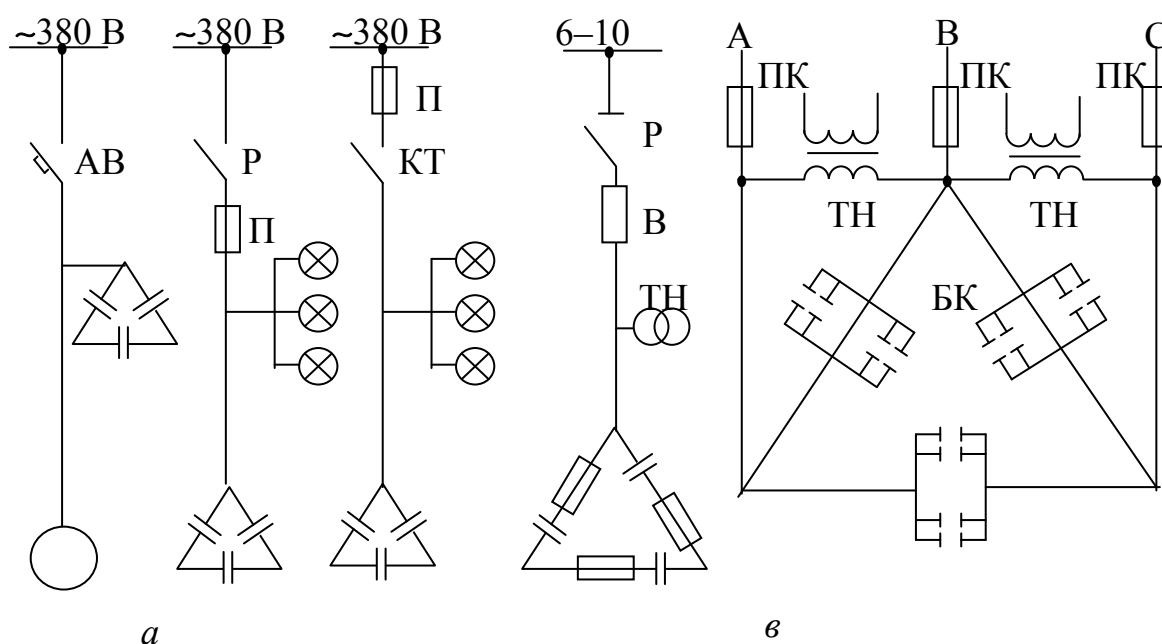 ~380 В ~380 В ~380 В 6–10 А В С
ПК ПК ПК
П
АВ Р КТ Р
П В ТН ТН
ТН БК
а в